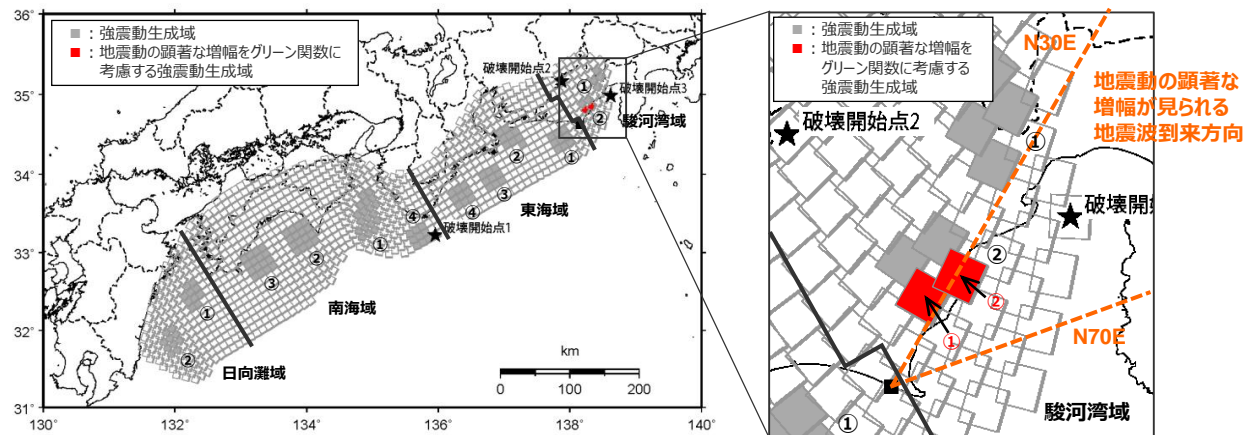 ■ ：強震動生成域
■ ：地震動の顕著な増幅をグリーン関数に
考慮する強震動生成域
破壊開始点2
①
破壊開始点3
②
駿河湾域
②
①
④
③
④
東海域
破壊開始点1
①
②
③
南海域
①
②
日向灘域
km
0
100
200
36°
35°
34°
33°
32°
31°
130
132
134
136
138
140
■ ：強震動生成域
■ ：地震動の顕著な増幅を
グリーン関数に考慮する
強震動生成域
N30E
地震動の顕著な
増幅が見られる
地震波到来方向
破壊開始点2
①
破壊開始
②
②
①
N70E
駿河湾域
①